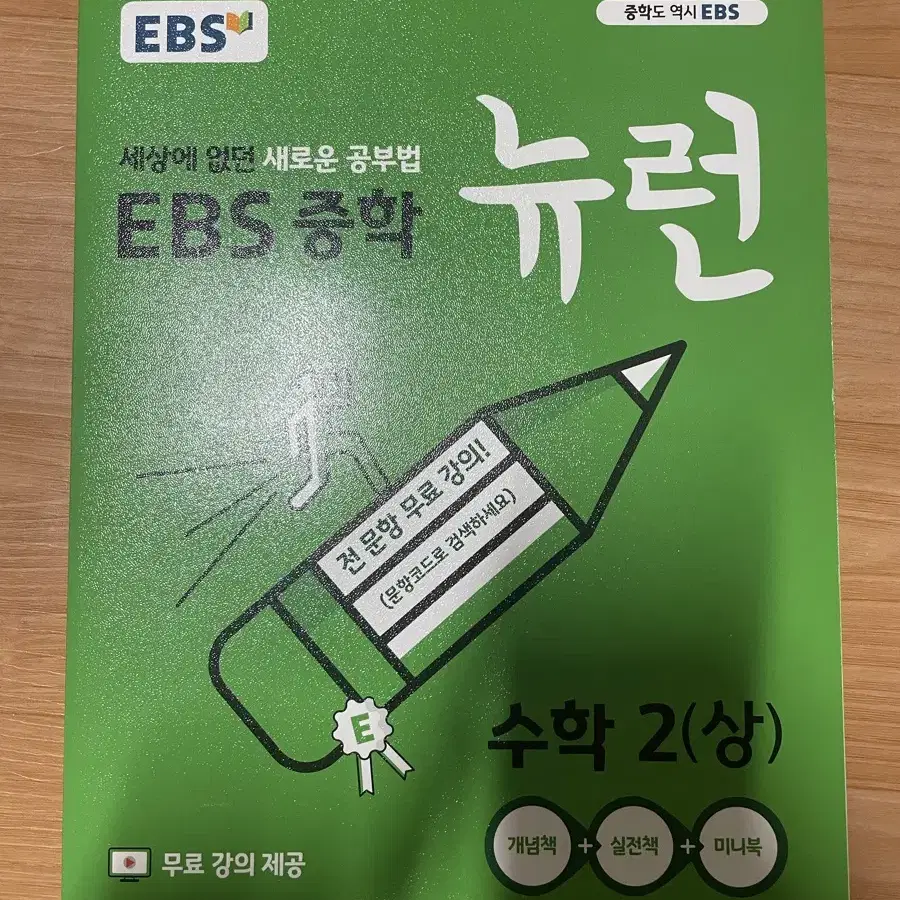 EBS
중학도 역시 EBS
세상에 없던 새로운 공부법
EBS 중학
뉴런
전 문항 무료 강의!
(문항코드로 검색하세요)
E
수학 2(상)
개념책 + 실전책 + 미니북
무료 강의 제공